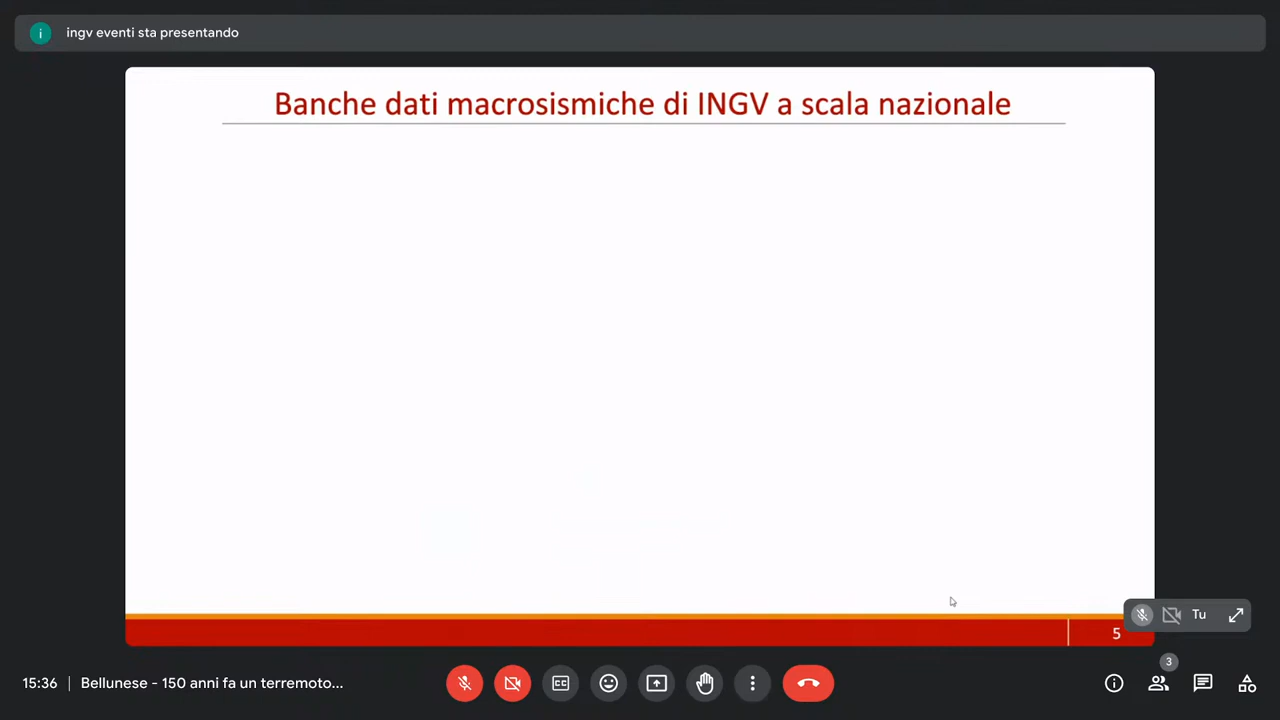 i
ingv eventi sta presentando
Banche dati macrosismiche di INGV a scala nazionale
Tu
5
3
15:36 | Bellunese - 150 anni fa un terremoto...
CC